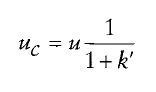 u_C = u \frac{1}{1 + k'}